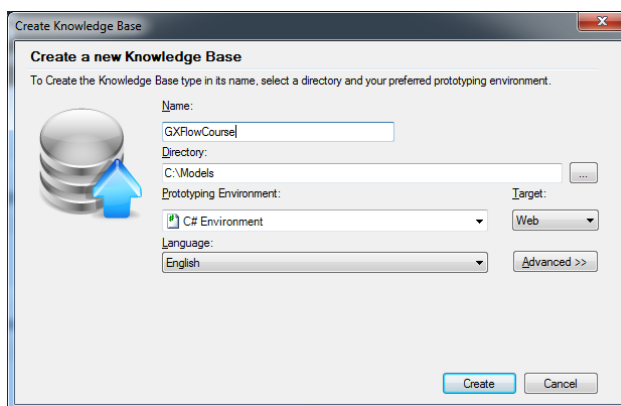 Create Knowledge Base
X
Create a new Knowledge Base
To Create the Knowledge Base type in its name, select a directory and your preferred prototyping environment.
Name:
GXFlowCourse
Directory:
C:\Models
...
Prototyping Environment:
Target:
C# Environment
Web
Language:
English
Advanced >>
Create
Cancel